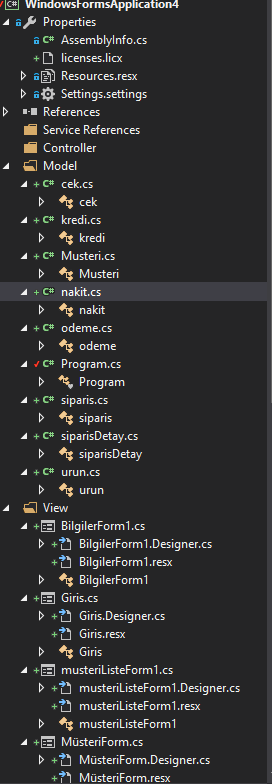 WindowsFormsApplication4
Properties
AssemblyInfo.cs
licenses.licx
Resources.resx
Settings.settings
References
Service References
Controller
Model
cek.cs
cek
kredi.cs
kredi
Musteri.cs
Musteri
nakit.cs
nakit
odeme.cs
odeme
Program.cs
Program
siparis.cs
siparis
siparisDetay.cs
siparisDetay
urun.cs
urun
View
BilgilerForm1.cs
BilgilerForm1.Designer.cs
BilgilerForm1.resx
BilgilerForm1
Giris.cs
Giris.Designer.cs
Giris.resx
Giris
musteriListeForm1.cs
musteriListeForm1.Designer.cs
musteriListeForm1.resx
musteriListeForm1
MüsteriForm.cs
MüsteriForm.Designer.cs
MüsteriForm.resx